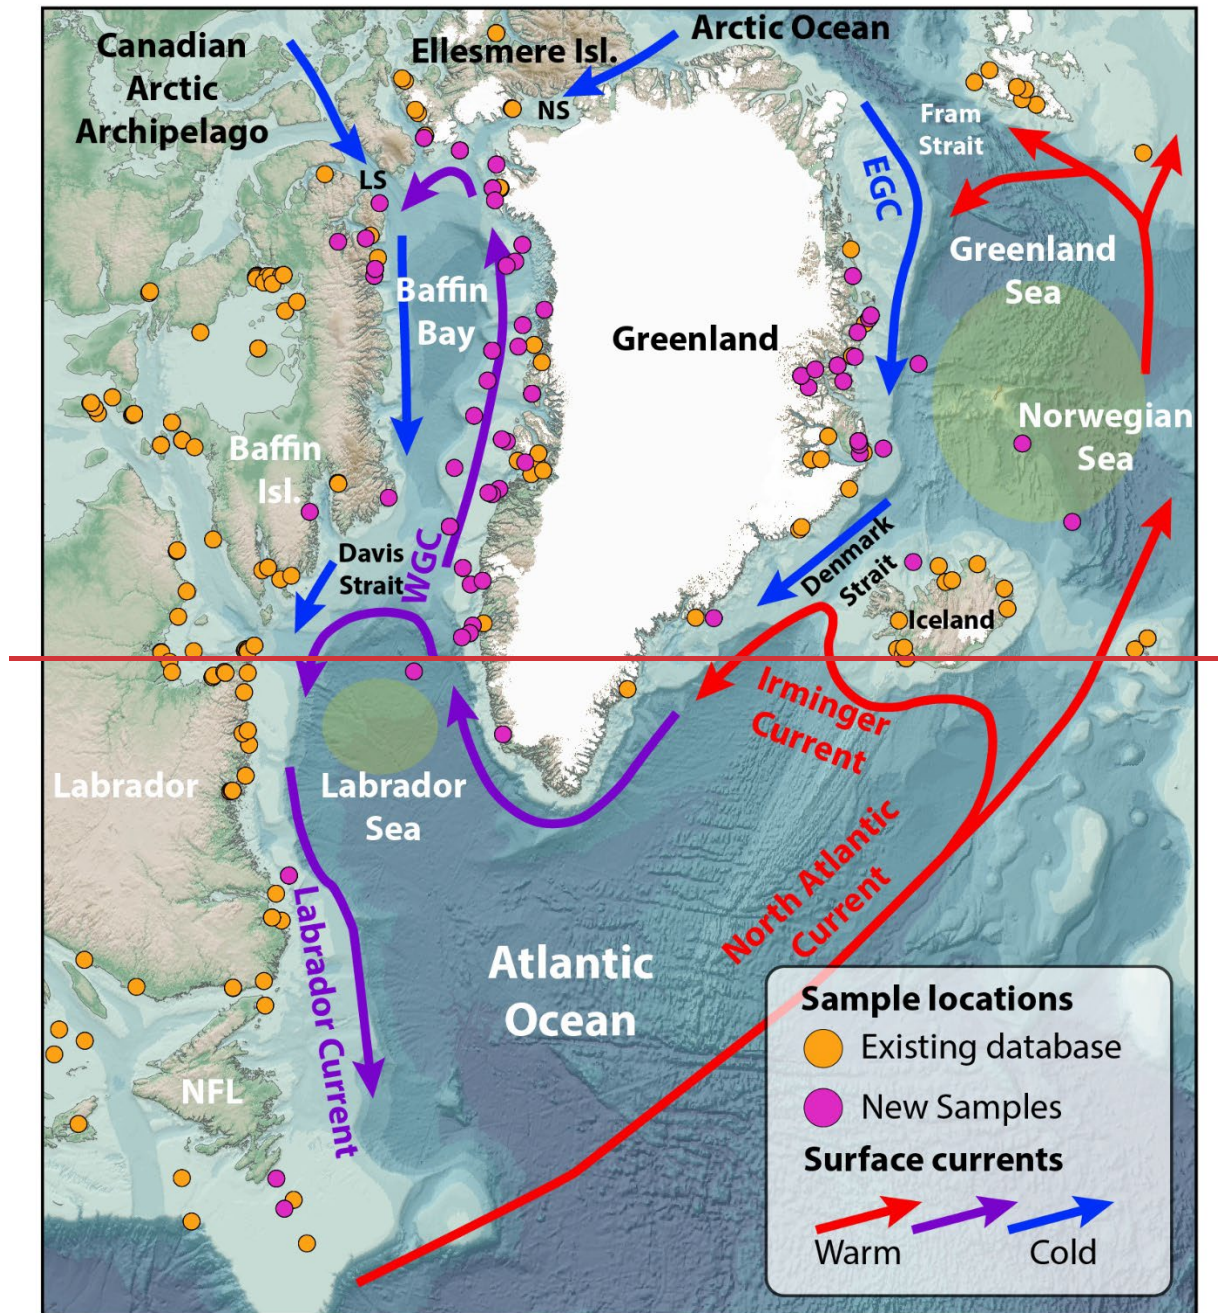 Canadian
Arctic
Archipelago
Ellesmere Isl.
Arctic Ocean
NS
LS
Fram
Strait
EGC
Greenland
Sea
Baffin
Bay
Greenland
Norwegian
Sea
Baffin
Isl.
Davis
Strait
WGC
Denmark
Strait
Iceland
Irminger
Current
Labrador
Labrador
Sea
North Atlantic
Current
Labrador Current
Atlantic
Ocean
NFL
Sample locations
Existing database
New Samples
Surface currents
Warm
Cold